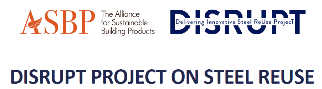 ASBP The Alliance
for Sustainable
Building Products
DISRUPT
Delivering Innovative Steel ReUse ProjecT
DISRUPT PROJECT ON STEEL REUSE